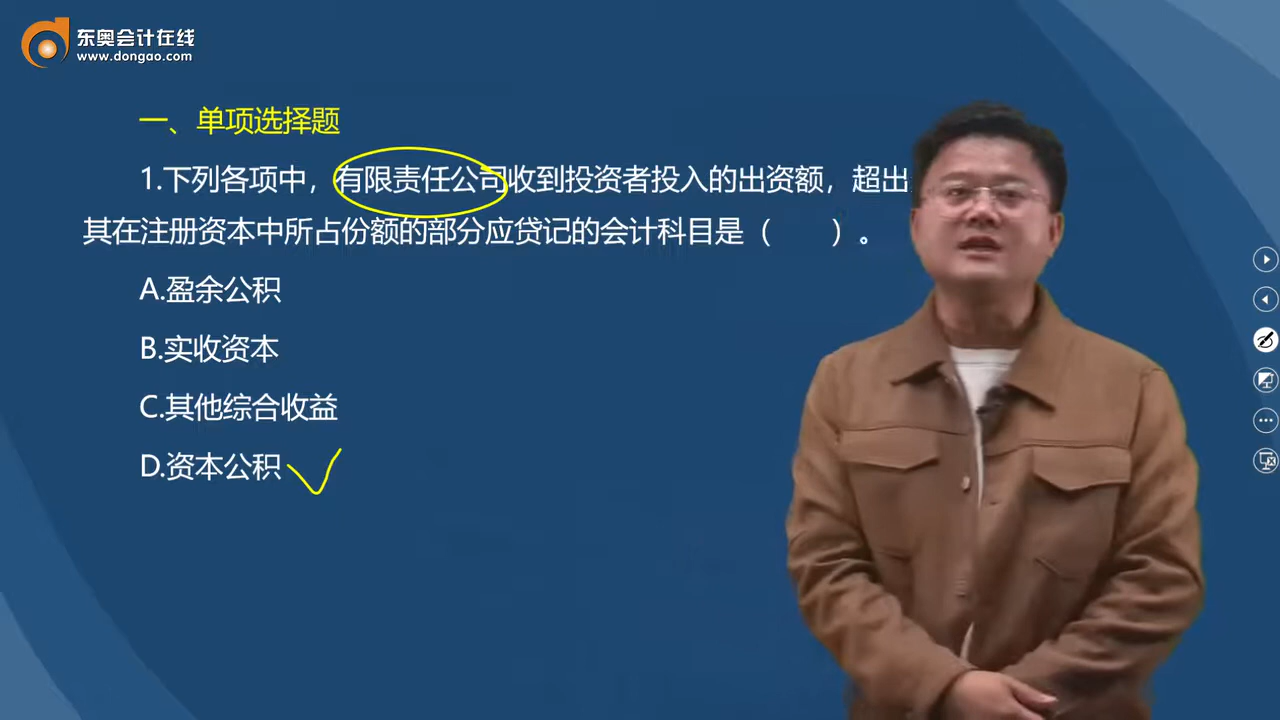 东奥会计在线
www.dongao.com
一、单项选择题
1.下列各项中，有限责任公司收到投资者投入的出资额，超出
其在注册资本中所占份额的部分应贷记的会计科目是（　　）。
A.盈余公积
B.实收资本
C.其他综合收益
D.资本公积